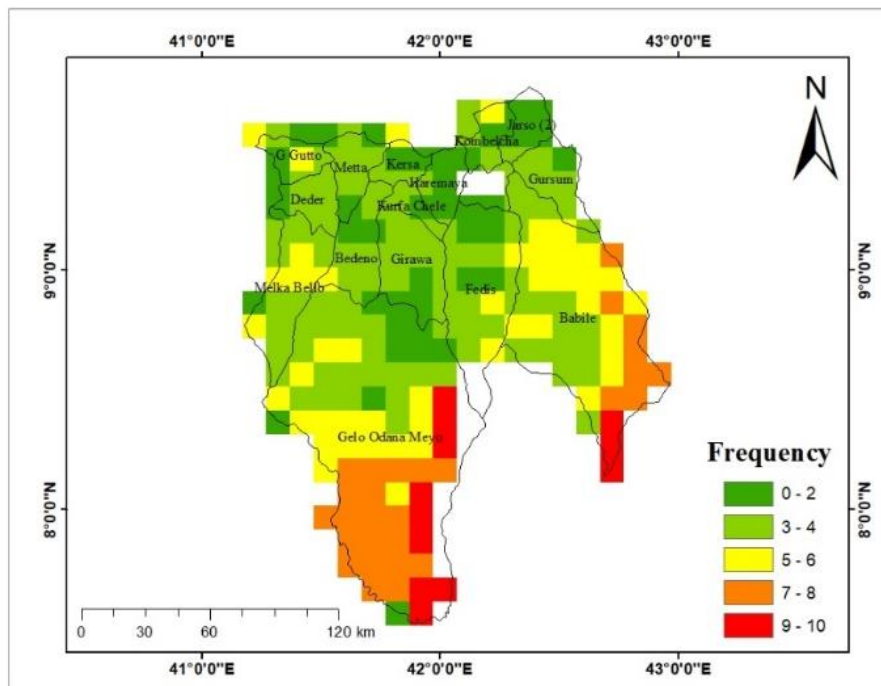 41°0'0"E 42°0'0"E 43°0'0"E
N
Jarso (2)
Kombelcha
G.Gutto
Metta
Kersa
Haremaya
Gursum
Deder
Kurfa Chele
Bedeno
Girawa
9°0'0"N
9°0'0"N
Melka Bello
Fedis
Babile
Gelo Odana Meyu
Frequency
0 - 2
3 - 4
5 - 6
7 - 8
9 - 10
8°0'0"N
8°0'0"N
0 30 60 120 km
41°0'0"E 42°0'0"E 43°0'0"E